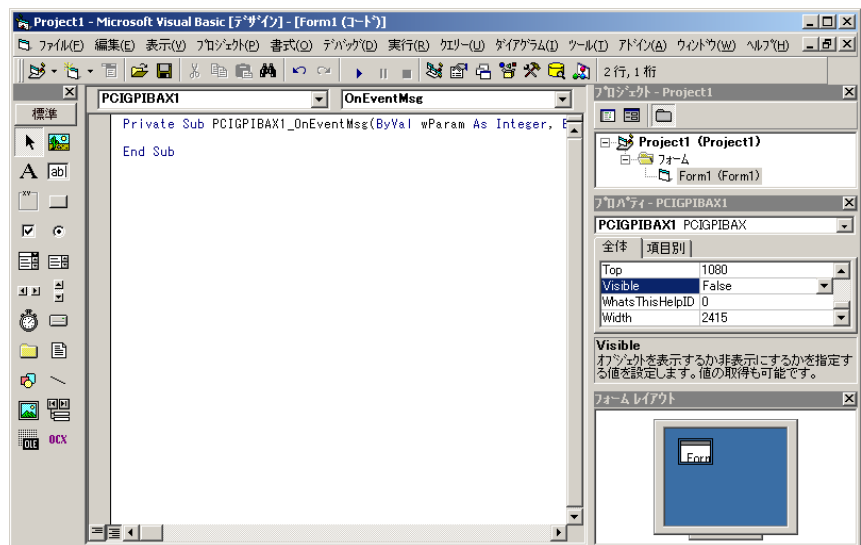 Project1 - Microsoft Visual Basic [ﾃﾞｻﾞｲﾝ] - [Form1 (ｺｰﾄﾞ)]
ﾌｧｲﾙ(F) 編集(E) 表示(V) ﾌﾟﾛｼﾞｪｸﾄ(P) 書式(O) ﾃﾞﾊﾞｯｸﾞ(D) 実行(R) ｸｴﾘｰ(U) ﾀﾞｲｱｸﾞﾗﾑ(I) ﾂｰﾙ(T) ｱﾄﾞｲﾝ(A) ｳｨﾝﾄﾞｳ(W) ﾍﾙﾌﾟ(H)
2 行, 1 桁
標準
PCIGPIBAX1
OnEventMsg
Private Sub PCIGPIBAX1_OnEventMsg(ByVal wParam As Integer,
End Sub
A
ab
XY
OLE
OCX
ﾌﾟﾛｼﾞｪｸﾄ - Project1
Project1 (Project1)
ﾌｫｰﾑ
Form1 (Form1)
ﾌﾟﾛﾊﾟﾃｨ - PCIGPIBAX1
PCIGPIBAX1 PCIGPIBAX
全体 項目別
Top 1080
Visible False
WhatsThisHelpID 0
Width 2415
Visible
ｵﾌﾞｼﾞｪｸﾄを表示するか非表示にするかを指定す
る値を設定します。値の取得も可能です。
ﾌｫｰﾑ ﾚｲｱｳﾄ
Form